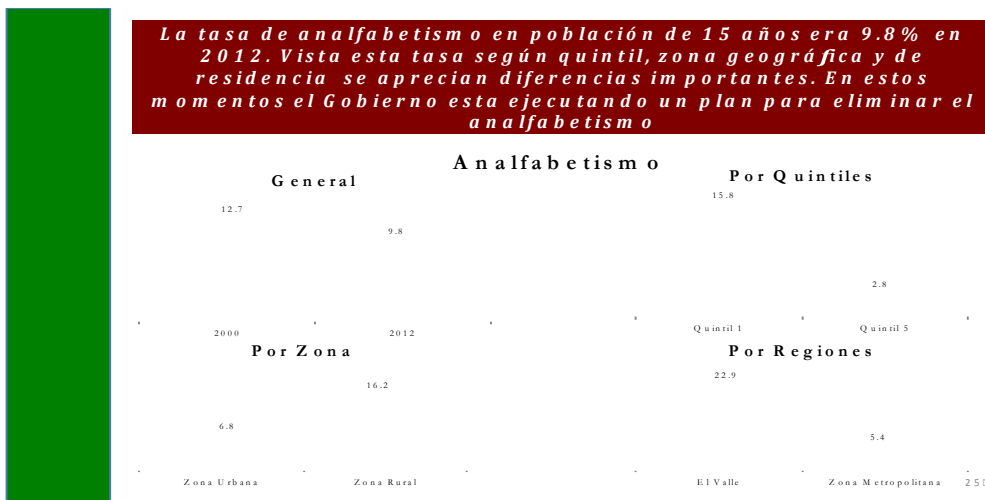 La tasa de analfabetismo en población de 15 años era 9.8% en
2012. Vista esta tasa según quintil, zona geográfica y de
residencia se aprecian diferencias importantes. En estos
momentos el Gobierno esta ejecutando un plan para eliminar el
analfabetismo
Analfabetismo
General
12.7
9.8
2000
2012
Por Quintiles
15.8
2.8
Quintil 1
Quintil 5
Por Zona
16.2
6.8
Zona Urbana
Zona Rural
Por Regiones
22.9
5.4
El Valle
Zona Metropolitana
25